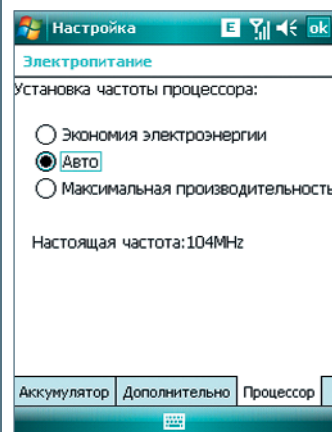 Настройка E ok
Электропитание
Установка частоты процессора:
Экономия электроэнергии
Авто
Максимальная производительность
Настоящая частота:104MHz
Аккумулятор Дополнительно Процессор